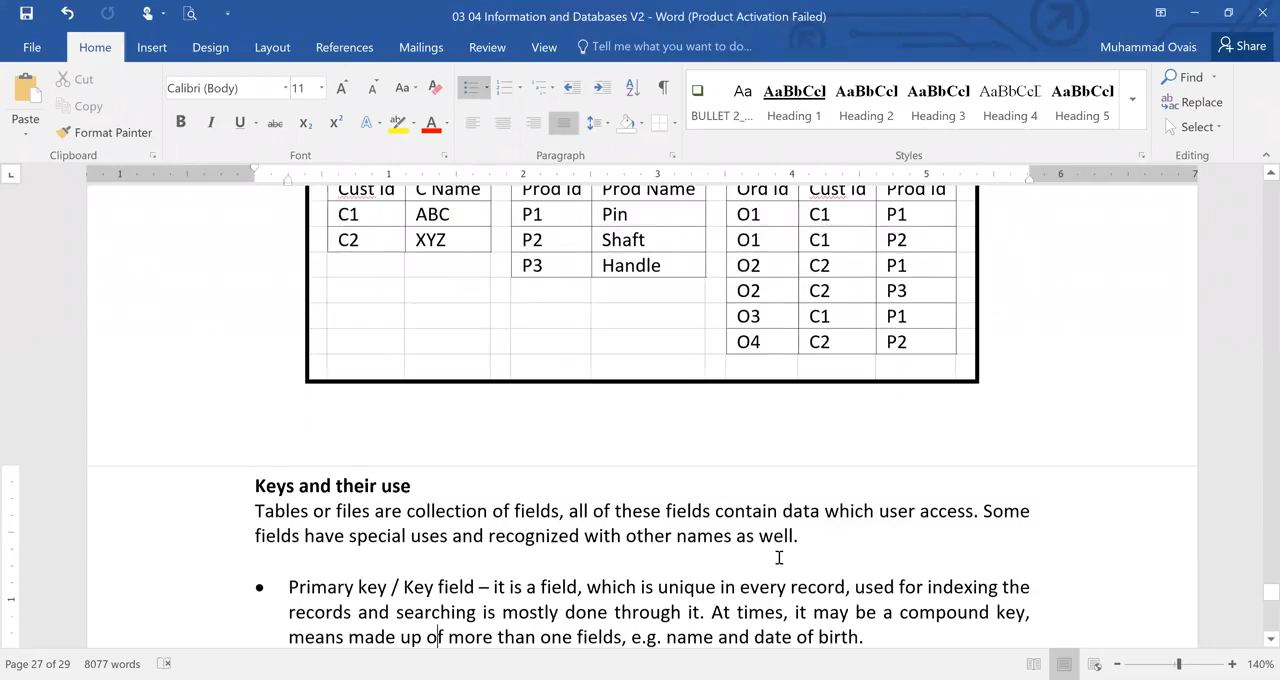 03 04 Information and Databases V2 - Word (Product Activation Failed)
File Home Insert Design Layout References Mailings Review View Tell me what you want to do... Muhammad Ovais Share
Paste Cut Copy Format Painter
Calibri (Body) 11
AaBbCcI AaBbCcI AaBbCcI AaBbCcD AaBbCcI
BULLET 2_... Heading 1 Heading 2 Heading 3 Heading 4 Heading 5
Find
Replace
Select
Clipboard Font Paragraph Styles Editing
1 1 2 3 4 5 6 7
Cust Id C Name Prod Id Prod Name Ord Id Cust Id Prod Id
C1 ABC P1 Pin O1 C1 P1
C2 XYZ P2 Shaft O1 C1 P2
P3 Handle O2 C2 P1
O2 C2 P3
O3 C1 P1
O4 C2 P2
Keys and their use
Tables or files are collection of fields, all of these fields contain data which user access. Some
fields have special uses and recognized with other names as well.
• Primary key / Key field – it is a field, which is unique in every record, used for indexing the
records and searching is mostly done through it. At times, it may be a compound key,
means made up of more than one fields, e.g. name and date of birth.
Page 27 of 29 8077 words 140%